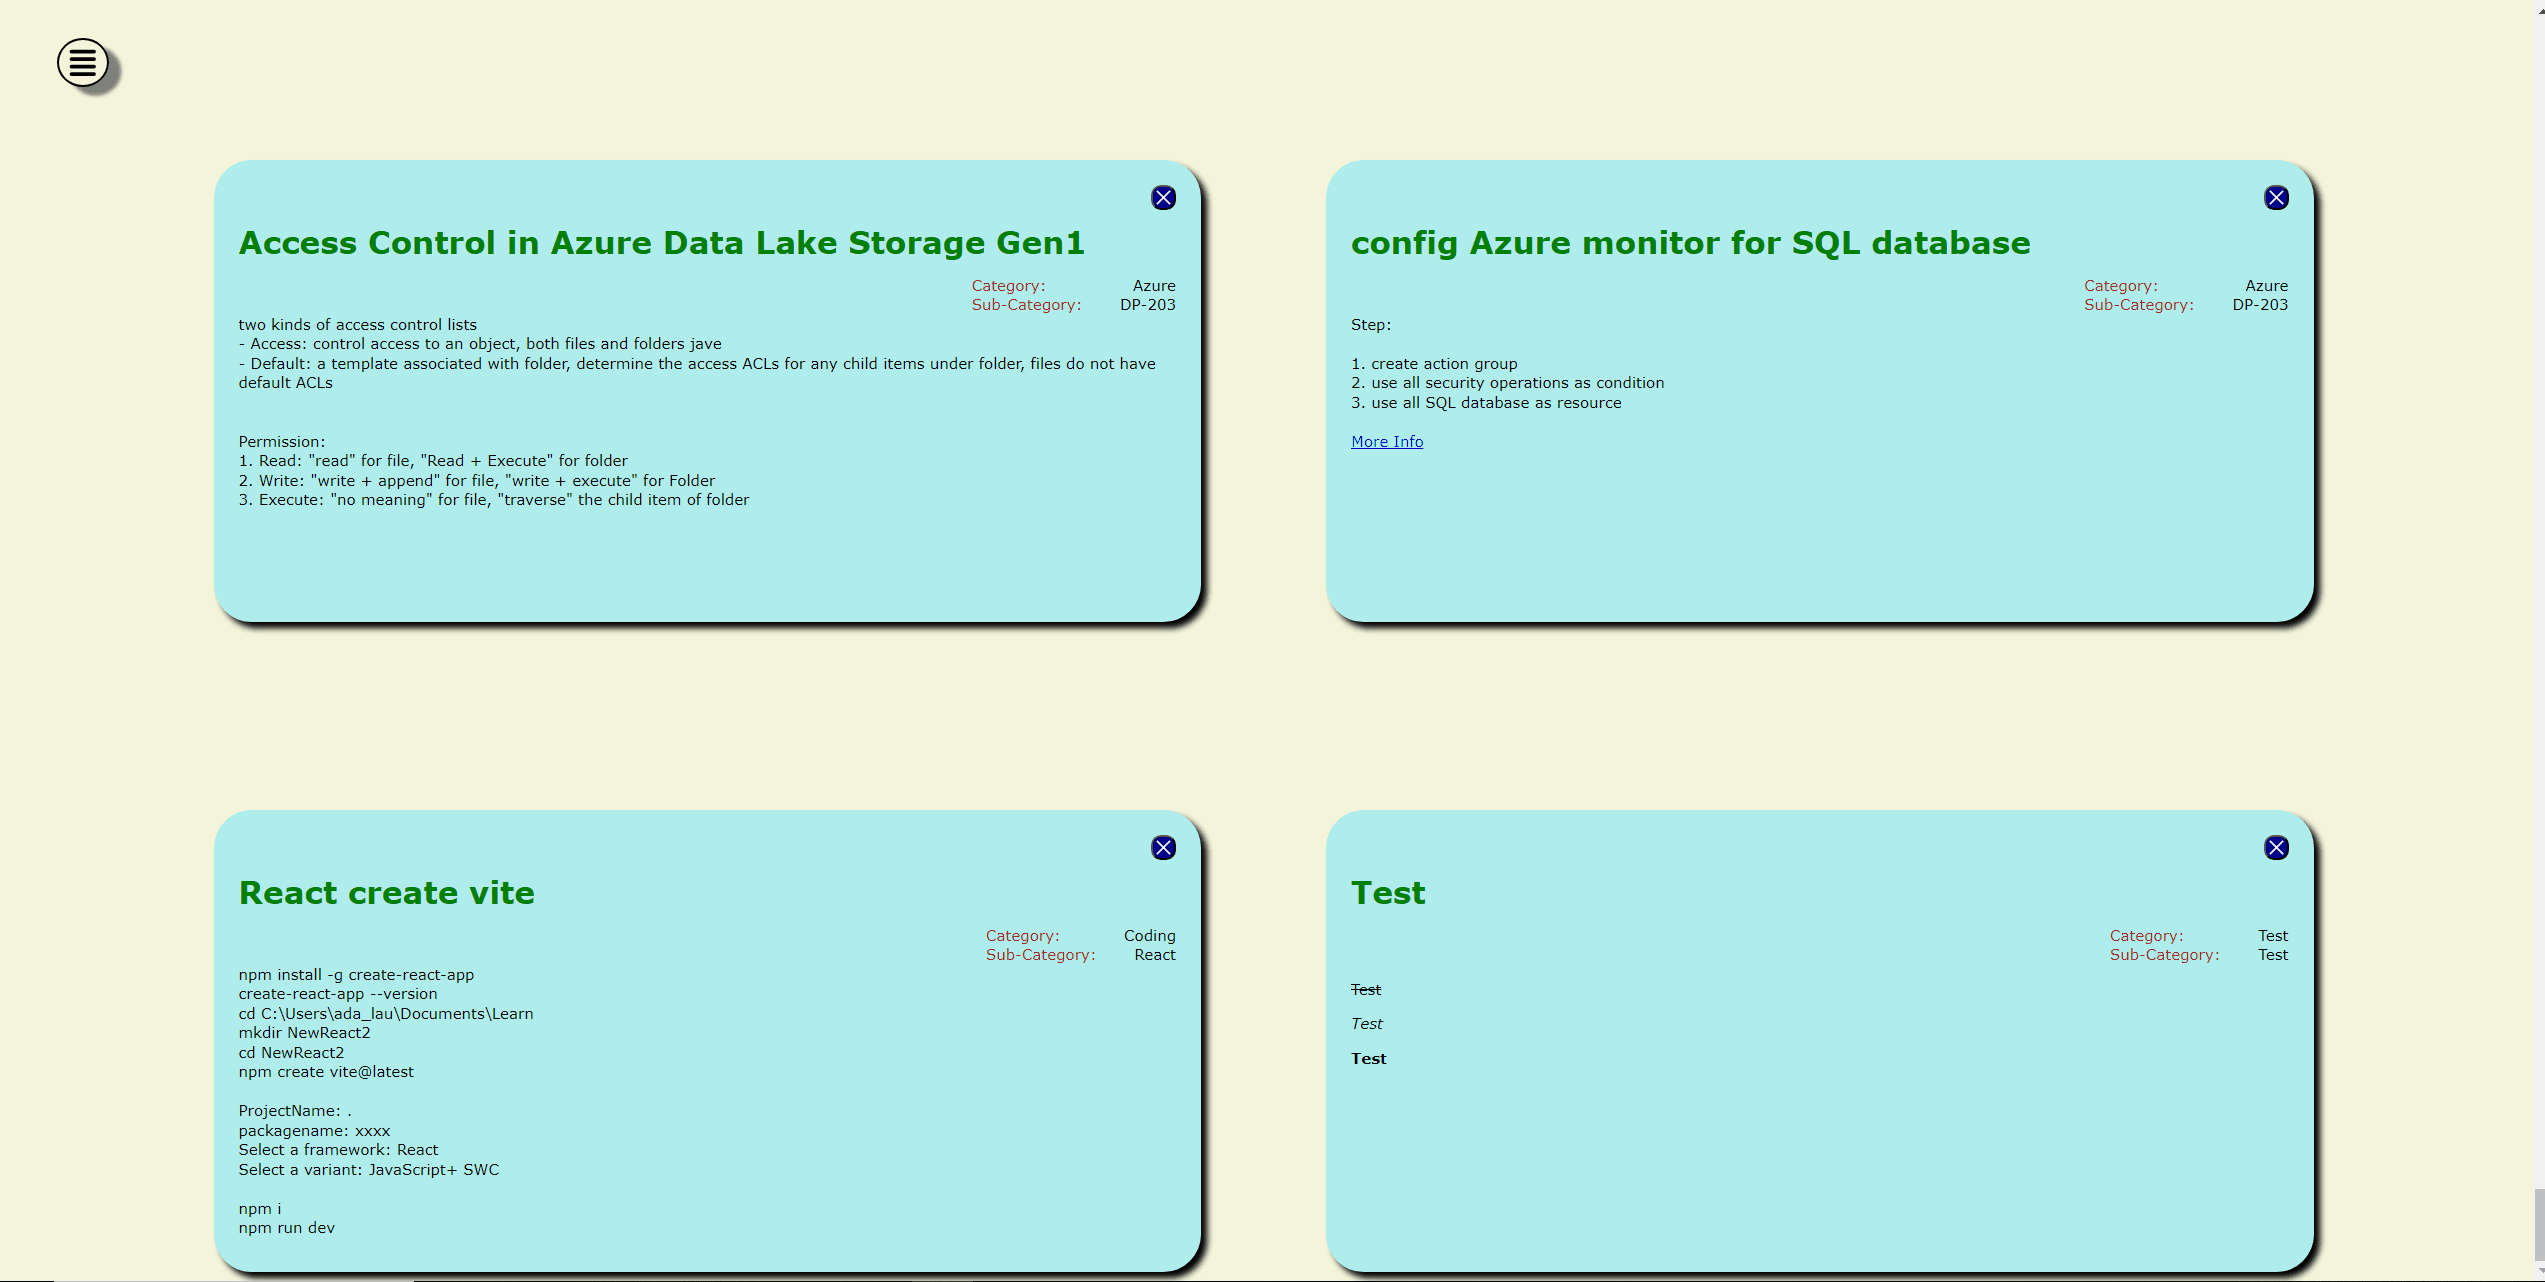 Access Control in Azure Data Lake Storage Gen1
Category: Azure
Sub-Category: DP-203
two kinds of access control lists
- Access: control access to an object, both files and folders jave
- Default: a template associated with folder, determine the access ACLs for any child items under folder, files do not have
default ACLs
Permission:
1. Read: "read" for file, "Read + Execute" for folder
2. Write: "write + append" for file, "write + execute" for Folder
3. Execute: "no meaning" for file, "traverse" the child item of folder
config Azure monitor for SQL database
Category: Azure
Sub-Category: DP-203
Step:
1. create action group
2. use all security operations as condition
3. use all SQL database as resource
More Info
React create vite
Category: Coding
Sub-Category: React
npm install -g create-react-app
create-react-app --version
cd C:\Users\ada_lau\Documents\Learn
mkdir NewReact2
cd NewReact2
npm create vite@latest
ProjectName: .
packagename: xxxx
Select a framework: React
Select a variant: JavaScript+ SWC
npm i
npm run dev
Test
Category: Test
Sub-Category: Test
Test
Test
Test